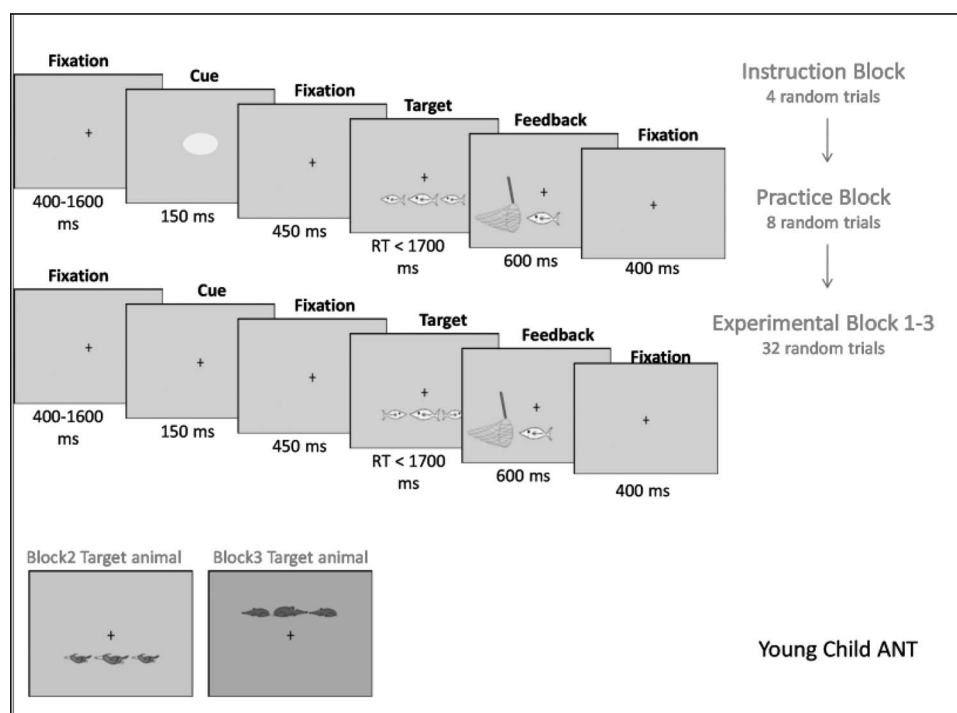 Fixation
Cue
Fixation
Target
Feedback
Fixation
400-1600
ms
150 ms
450 ms
RT < 1700
ms
600 ms
400 ms
Fixation
Cue
Fixation
Target
Feedback
Fixation
400-1600
ms
150 ms
450 ms
RT < 1700
ms
600 ms
400 ms
Instruction Block
4 random trials
Practice Block
8 random trials
Experimental Block 1-3
32 random trials
Block2 Target animal
Block3 Target animal
Young Child ANT